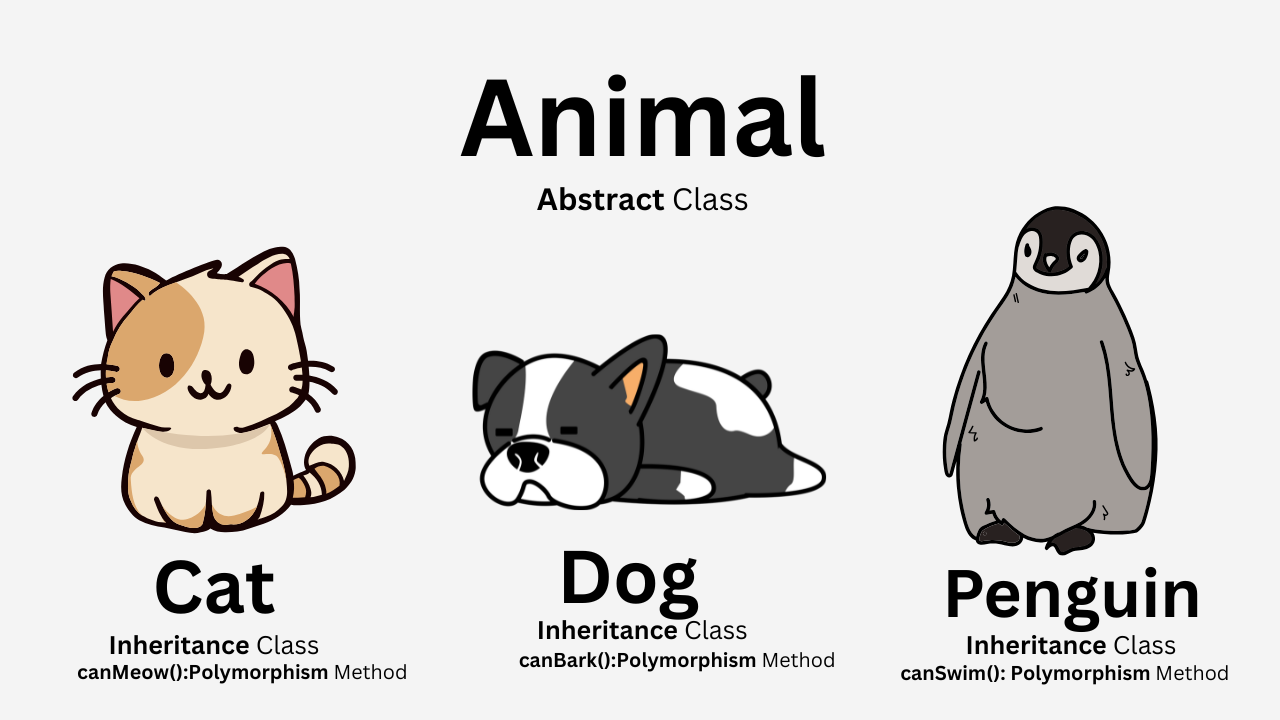 Animal
Abstract Class
Cat
Inheritance Class
canMeow():Polymorphism Method
Dog
Inheritance Class
canBark():Polymorphism Method
Penguin
Inheritance Class
canSwim(): Polymorphism Method